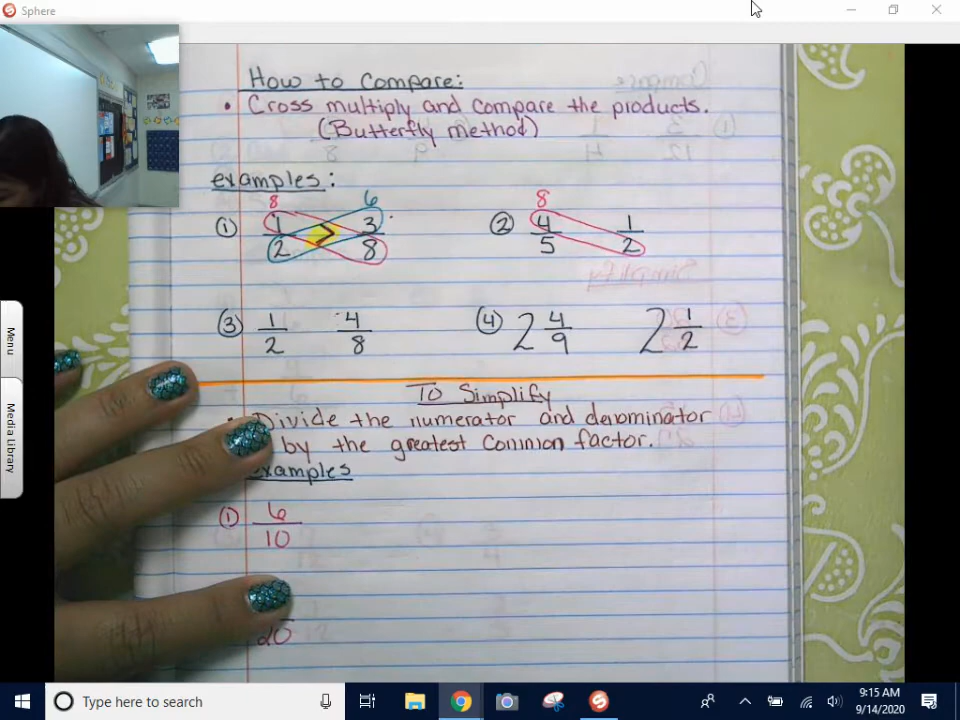 Sphere
How to Compare:
• Cross multiply and compare the products.
(Butterfly method)
examples:
8 6
① 1/2 > 3/8
8
② 4/5 1/2
③ 1/2 4/8
④ 2 4/9 2 1/2
To Simplify
Divide the numerator and denominator
by the greatest common factor.
examples
① 6/10
20
Menu
Media Library
Type here to search
9:15 AM
9/14/2020